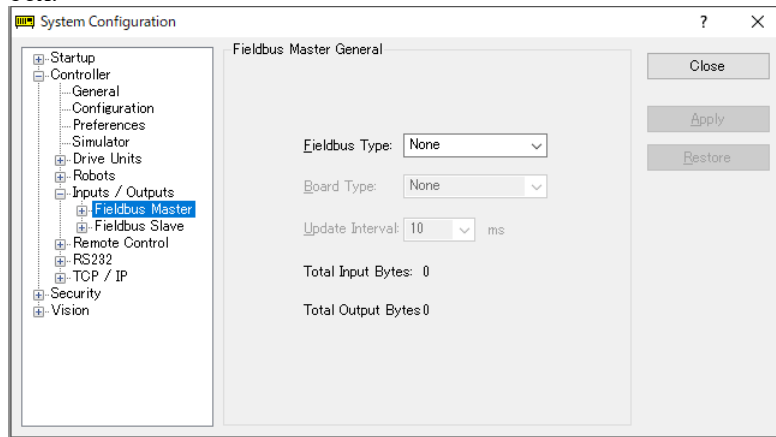 System Configuration
? ×
Startup
Controller
General
Configuration
Preferences
Simulator
Drive Units
Robots
Inputs / Outputs
Fieldbus Master
Fieldbus Slave
Remote Control
RS232
TCP / IP
Security
Vision
Fieldbus Master General
Fieldbus Type: None
Board Type: None
Update Interval: 10 ms
Total Input Bytes: 0
Total Output Bytes 0
Close
Apply
Restore